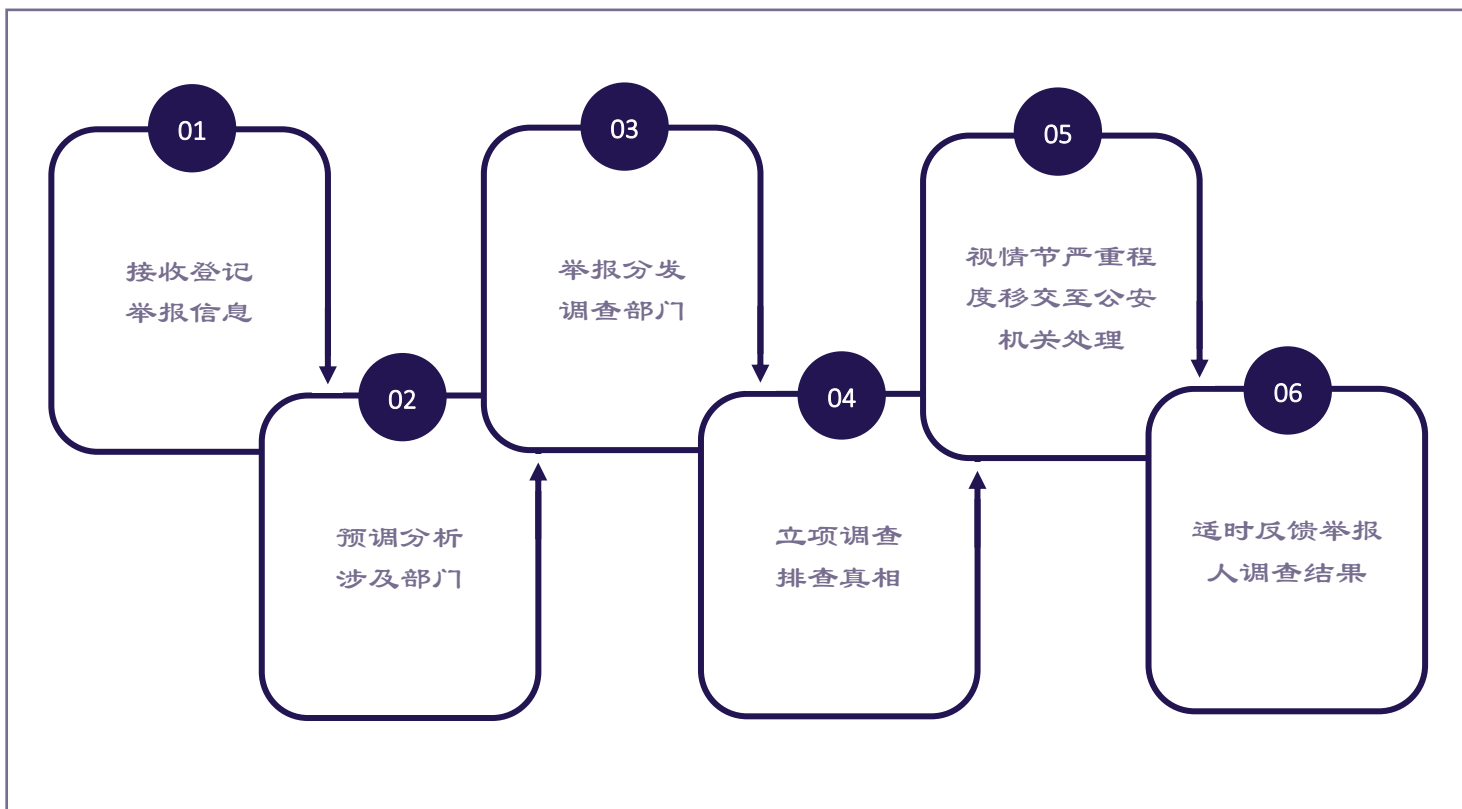 01
接收登记
举报信息
02
预调分析
涉及部门
03
举报分发
调查部门
04
立项调查
排查真相
05
视情节严重程
度移交至公安
机关处理
06
适时反馈举报
人调查结果